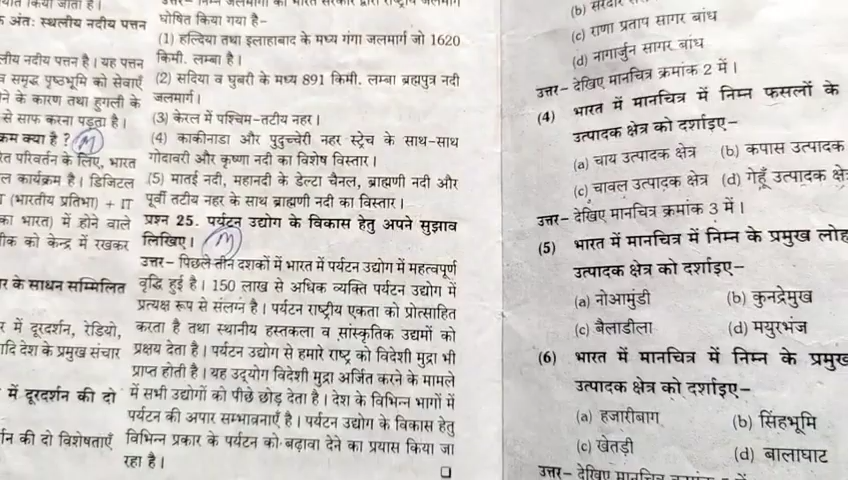 अंतः स्थलीय नदीय पत्तन
लीय नदीय पत्तन है। यह पत्तन
व समृद्ध पृष्ठभूमि को सेवाएँ
ने के कारण तथा हुगली के
से साफ करना पड़ता है।
क्रम क्या है?
रेत परिवर्तन के लिए, भारत
ल कार्यक्रम है। डिजिटल
(भारतीय प्रतिभा) + IT
का भारत) में होने वाले
को केन्द्र में रखकर
र के साधन सम्मिलित
र में दूरदर्शन, रेडियो,
देश के प्रमुख संचार
में दूरदर्शन की दो
की दो विशेषताएँ
घोषित किया गया है–
(1) हल्दिया तथा इलाहाबाद के मध्य गंगा जलमार्ग जो 1620
किमी. लम्बा है।
(2) सदिया व घुबरी के मध्य 891 किमी. लम्बा ब्रह्मपुत्र नदी
जलमार्ग।
(3) केरल में पश्चिम-तटीय नहर।
(4) काकीनाडा और पुदुच्चेरी नहर स्ट्रेच के साथ-साथ
गोदावरी और कृष्णा नदी का विशेष विस्तार।
(5) मातई नदी, महानदी के डेल्टा चैनल, ब्राह्मणी नदी और
पूर्वी तटीय नहर के साथ ब्राह्मणी नदी का विस्तार।
प्रश्न 25. पर्यटन उद्योग के विकास हेतु अपने सुझाव
लिखिए।
उत्तर– पिछले तीन दशकों में भारत में पर्यटन उद्योग में महत्वपूर्ण
वृद्धि हुई है। 150 लाख से अधिक व्यक्ति पर्यटन उद्योग में
प्रत्यक्ष रूप से संलग्न है। पर्यटन राष्ट्रीय एकता को प्रोत्साहित
करता है तथा स्थानीय हस्तकला व सांस्कृतिक उद्यमों को
प्रश्रय देता है। पर्यटन उद्योग से हमारे राष्ट्र को विदेशी मुद्रा भी
प्राप्त होती है। यह उद्योग विदेशी मुद्रा अर्जित करने के मामले
में सभी उद्योगों को पीछे छोड़ देता है। देश के विभिन्न भागों में
पर्यटन की अपार सम्भावनाएँ है। पर्यटन उद्योग के विकास हेतु
विभिन्न प्रकार के पर्यटन को बढ़ावा देने का प्रयास किया जा
रहा है।
(b)
(c) राणा प्रताप सागर बांध
(d) नागार्जुन सागर बांध
उत्तर– देखिए मानचित्र क्रमांक 2 में।
(4) भारत में मानचित्र में निम्न फसलों के
उत्पादक क्षेत्र को दर्शाइए–
(a) चाय उत्पादक क्षेत्र (b) कपास उत्पादक
(c) चावल उत्पादक क्षेत्र (d) गेहूँ उत्पादक क्षे
उत्तर– देखिए मानचित्र क्रमांक 3 में।
(5) भारत में मानचित्र में निम्न के प्रमुख लोह
उत्पादक क्षेत्र को दर्शाइए–
(a) नोआमुंडी (b) कुनद्रेमुख
(c) बैलाडीला (d) मयुरभंज
(6) भारत में मानचित्र में निम्न के प्रमुख
उत्पादक क्षेत्र को दर्शाइए–
(a) हजारीबाग (b) सिंहभूमि
(c) खेतड़ी (d) बालाघाट
उत्तर– देखिए मानचित्र